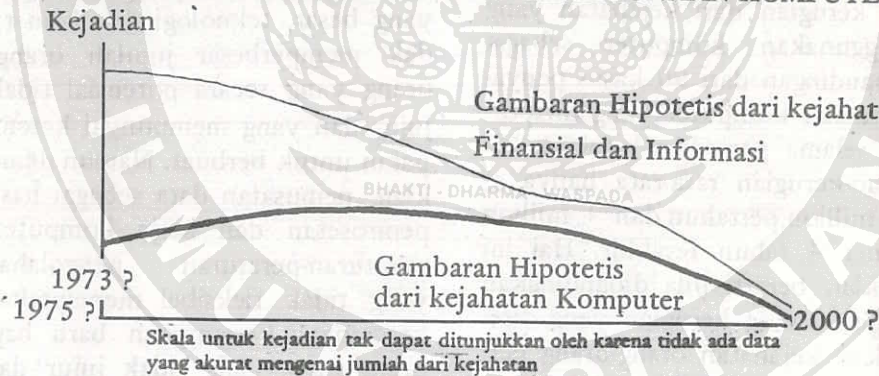 Kejadian
Gambaran Hipotetis dari kejahat
Finansial dan Informasi
BHAKTI - DHARMA - WASPADA
Gambaran Hipotetis
dari kejahatan Komputer
1973 ?
1975 ?
2000 ?
Skala untuk kejadian tak dapat ditunjukkan oleh karena tidak ada data
yang akurat mengenai jumlah dari kejahatan